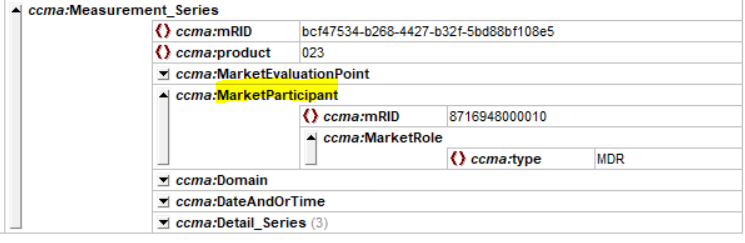 ccma:Measurement_Series
ccma:mRID bcf47534-b268-4427-b32f-5bd88bf108e5
ccma:product 023
ccma:MarketEvaluationPoint
ccma:MarketParticipant
ccma:mRID 8716948000010
ccma:MarketRole
ccma:type MDR
ccma:Domain
ccma:DateAndOrTime
ccma:Detail_Series (3)